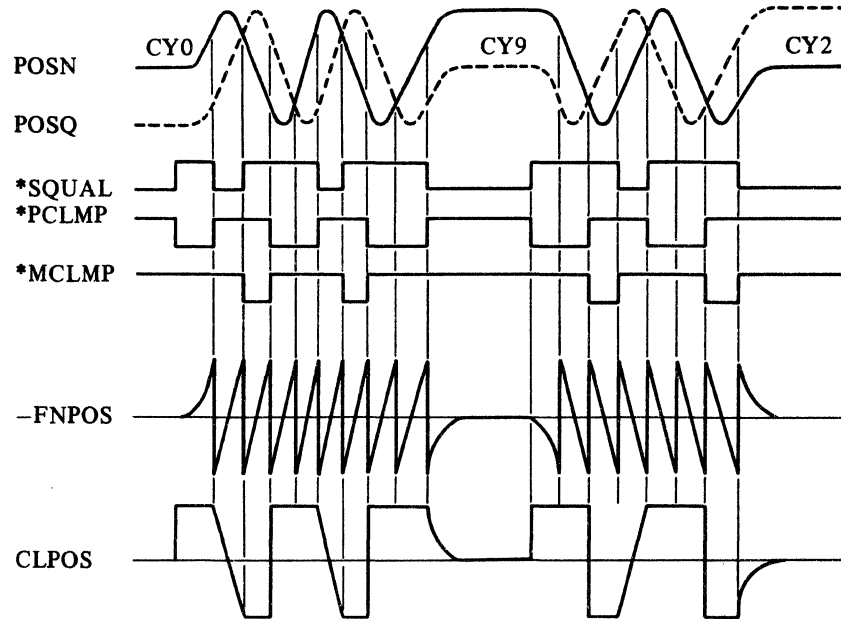 CY0 CY9 CY2
POSN
POSQ
*SQUAL
*PCLMP
*MCLMP
−FNPOS
CLPOS